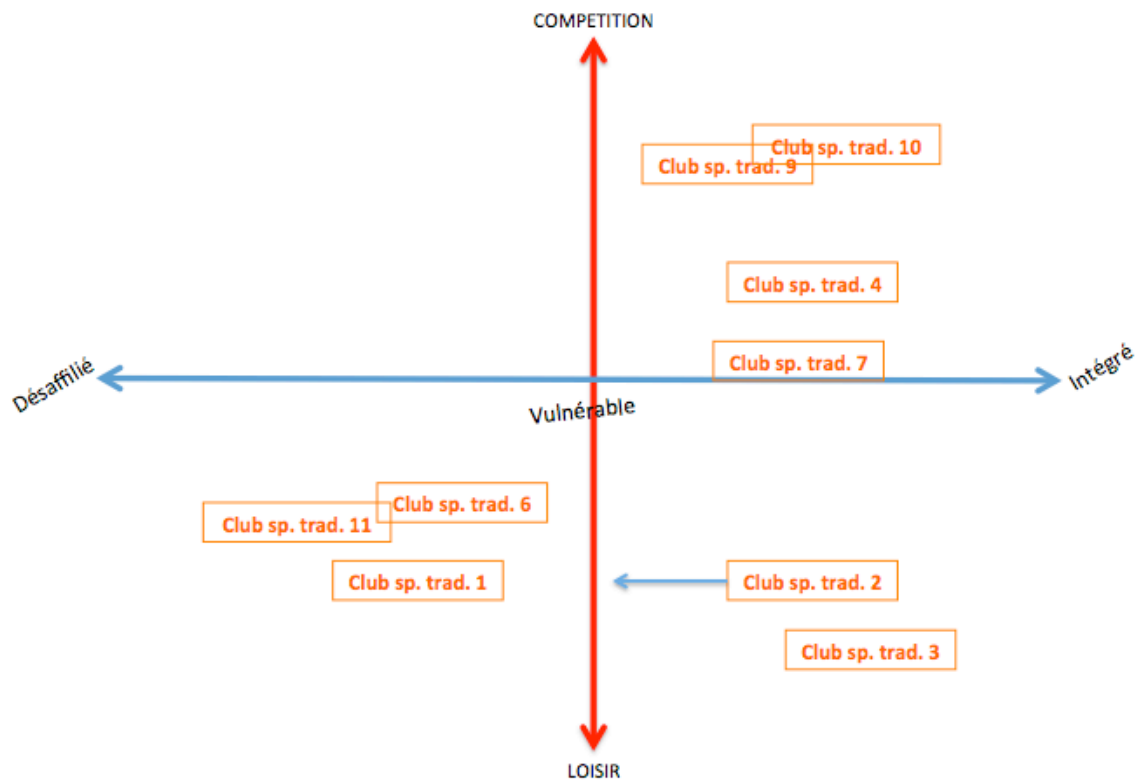 COMPETITION
Club sp. trad. 10
Club sp. trad. 9
Club sp. trad. 4
Club sp. trad. 7
Désaffilié
Intégré
Vulnérable
Club sp. trad. 6
Club sp. trad. 11
Club sp. trad. 1
Club sp. trad. 2
Club sp. trad. 3
LOISIR